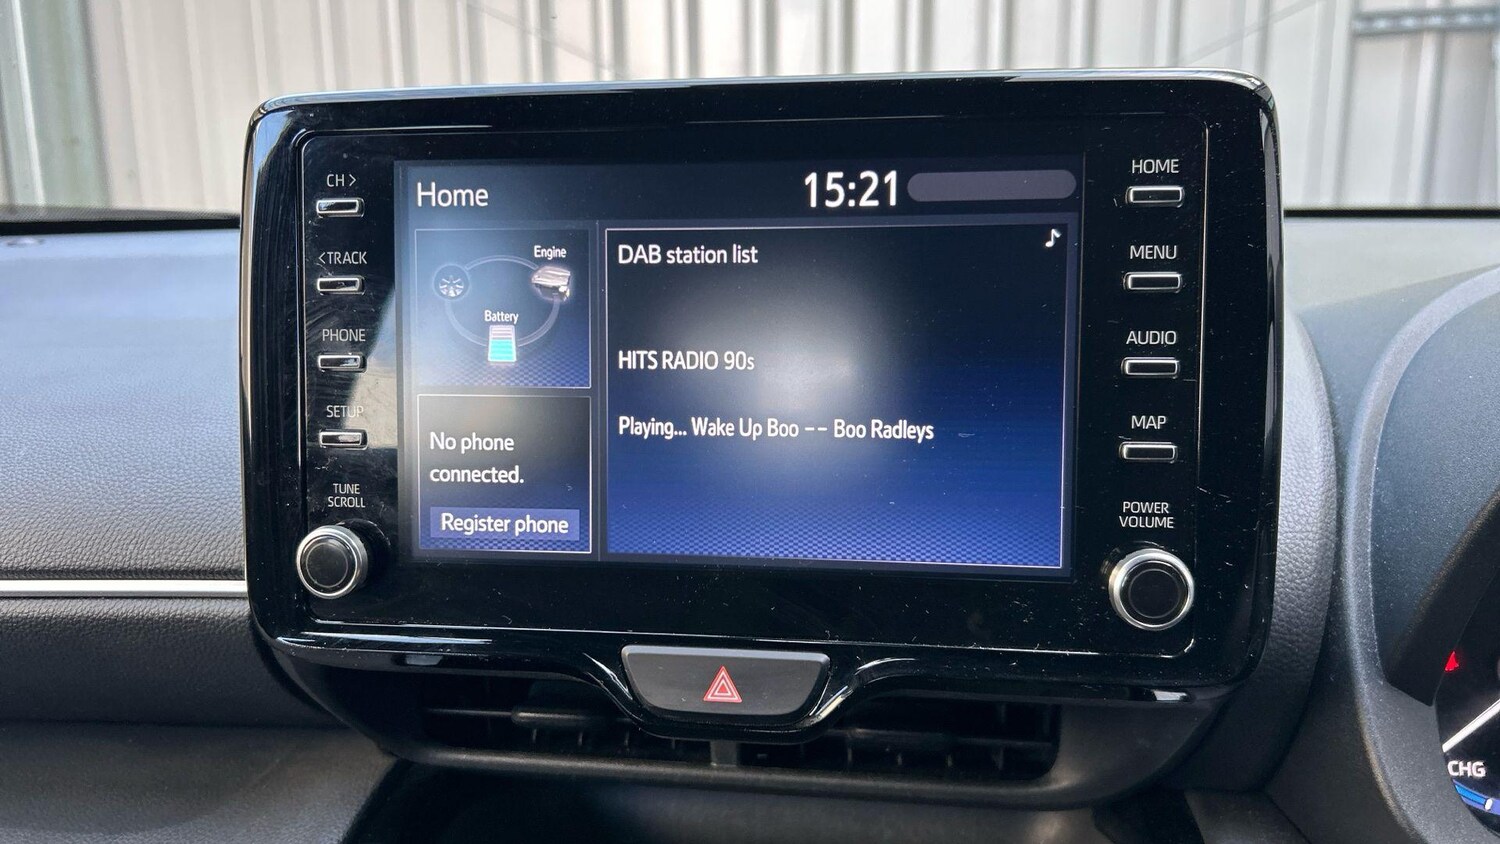 CH >
<TRACK
PHONE
SETUP
TUNE
SCROLL
Home
15:21
Engine
Battery
No phone
connected.
Register phone
DAB station list
HITS RADIO 90s
Playing... Wake Up Boo -- Boo Radleys
HOME
MENU
AUDIO
MAP
POWER
VOLUME
CHG